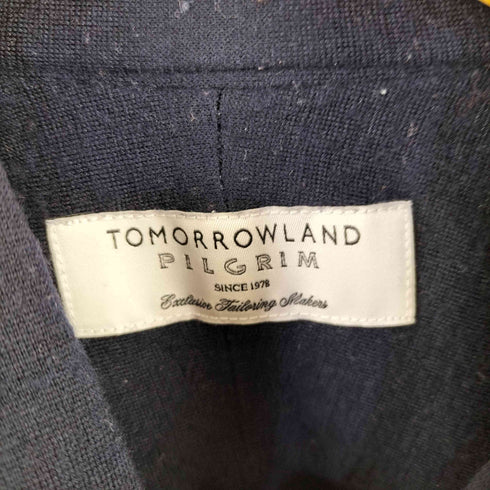 TOMORROWLAND
PILGRIM
SINCE 1978
Exclusive Tailoring Makers